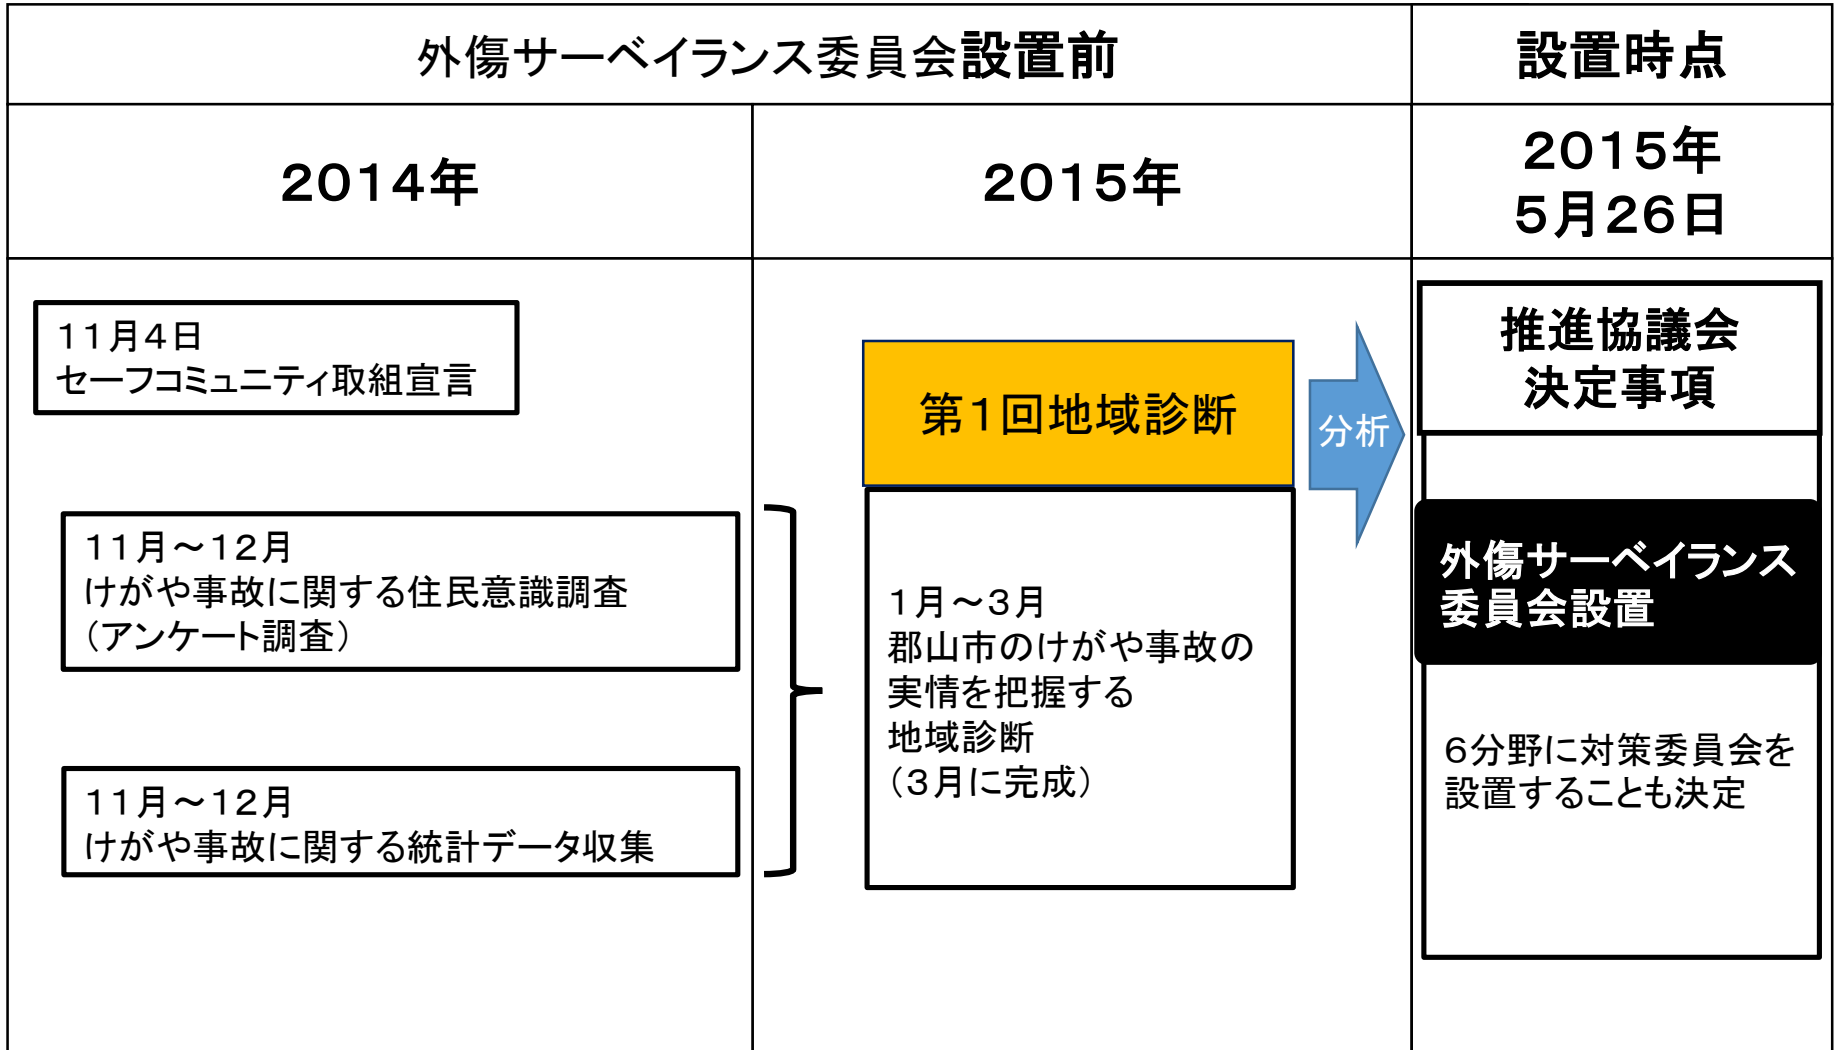 外傷サーベイランス委員会設置前
設置時点
2014年
2015年
2015年
5月26日
11月4日
セーフコミュニティ取組宣言
11月～12月
けがや事故に関する住民意識調査
（アンケート調査）
11月～12月
けがや事故に関する統計データ収集
第1回地域診断
1月～3月
郡山市のけがや事故の
実情を把握する
地域診断
（3月に完成）
分析
推進協議会
決定事項
外傷サーベイランス
委員会設置
6分野に対策委員会を
設置することも決定